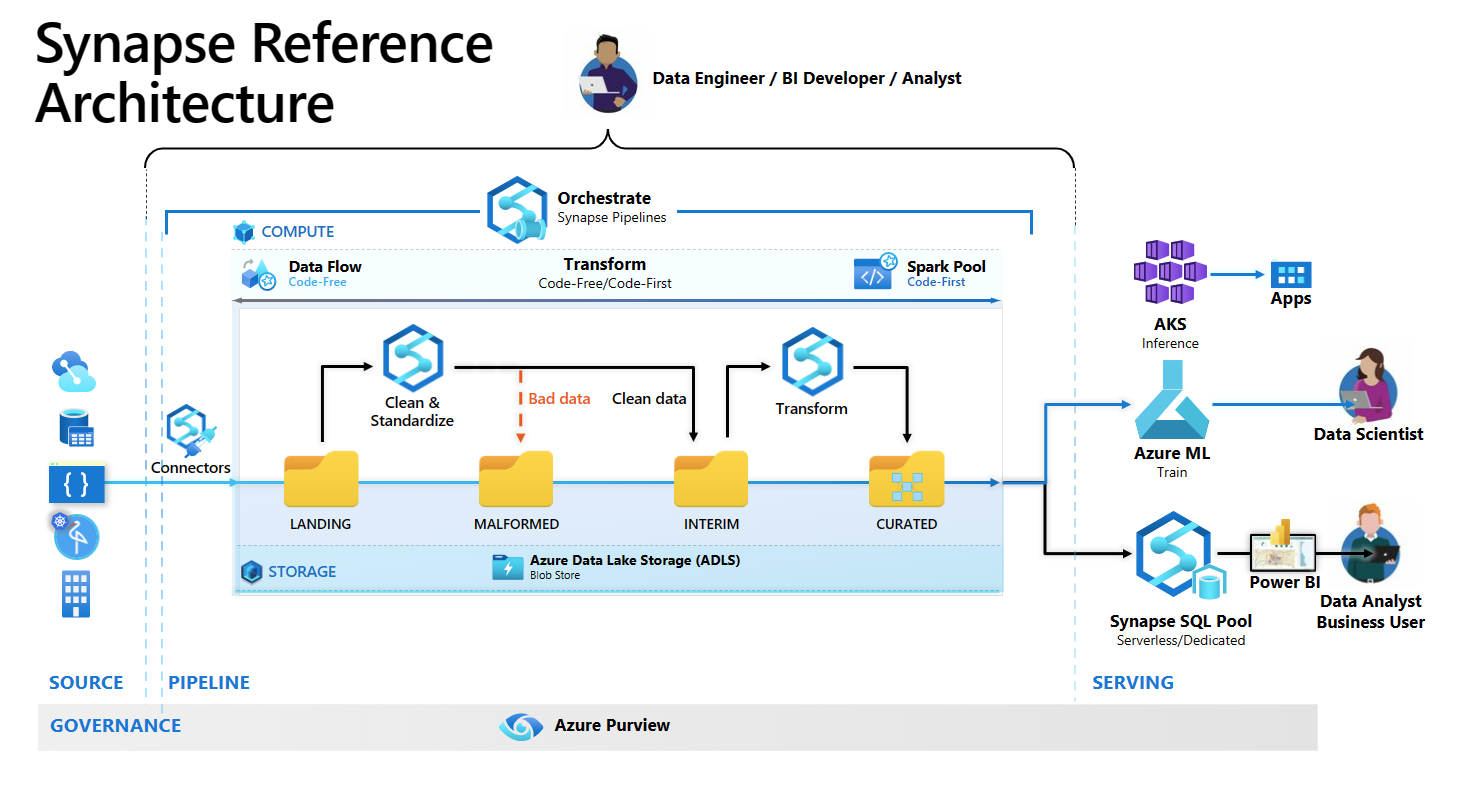 Synapse Reference
Architecture
Data Engineer / BI Developer / Analyst
Orchestrate
Synapse Pipelines
COMPUTE
Data Flow
Code-Free
Transform
Code-Free/Code-First
Spark Pool
Code-First
Clean &
Standardize
Bad data
Clean data
Transform
Connectors
{ }
LANDING
MALFORMED
INTERIM
CURATED
STORAGE
Azure Data Lake Storage (ADLS)
Blob Store
AKS
Inference
Apps
Azure ML
Train
Data Scientist
Synapse SQL Pool
Serverless/Dedicated
Power BI
Data Analyst
Business User
SOURCE
PIPELINE
SERVING
GOVERNANCE
Azure Purview